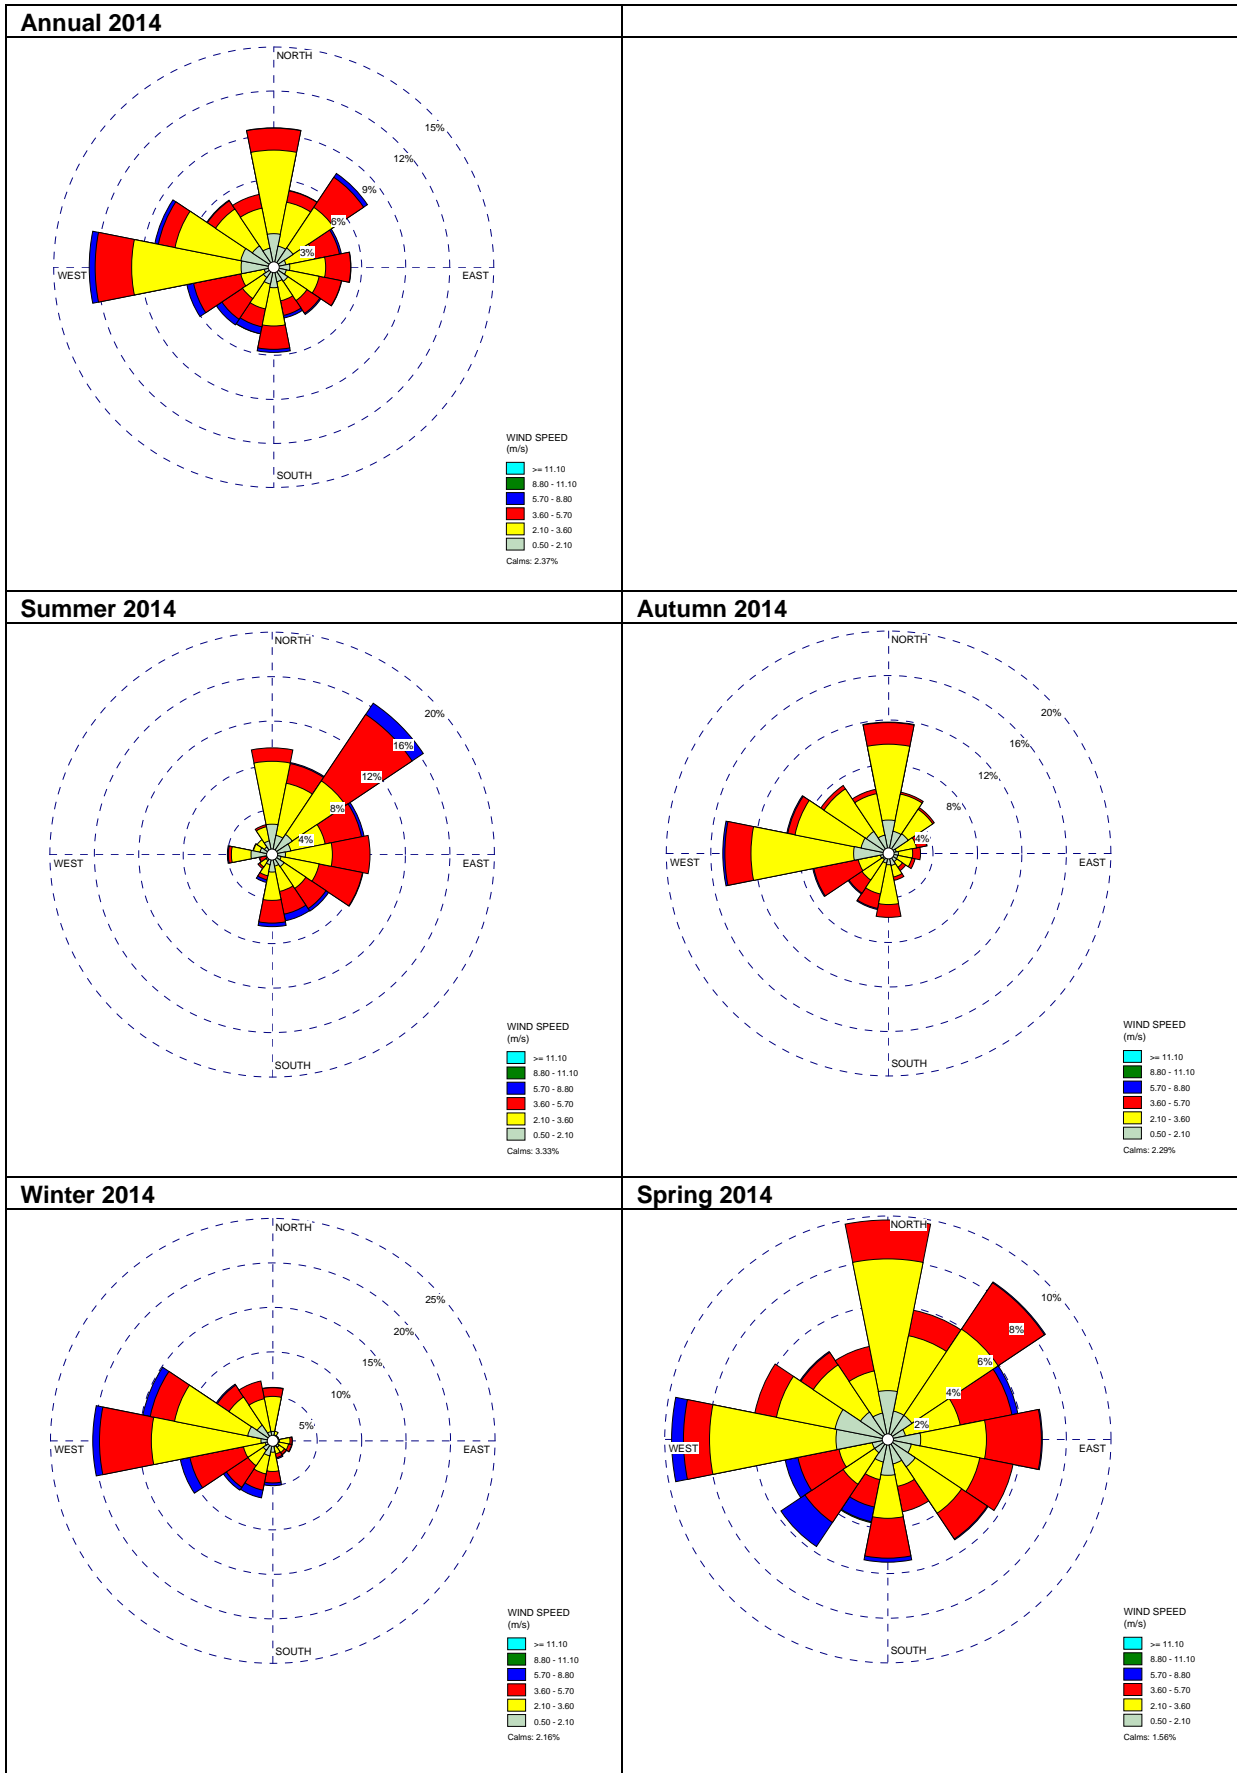 Annual 2014
NORTH
15%
12%
9%
6%
3%
WEST
EAST
SOUTH
WIND SPEED
(m/s)
>= 11.10
8.80 - 11.10
5.70 - 8.80
3.60 - 5.70
2.10 - 3.60
0.50 - 2.10
Calms: 2.37%
Summer 2014
NORTH
20%
16%
12%
8%
4%
WEST
EAST
SOUTH
WIND SPEED
(m/s)
>= 11.10
8.80 - 11.10
5.70 - 8.80
3.60 - 5.70
2.10 - 3.60
0.50 - 2.10
Calms: 3.33%
Autumn 2014
NORTH
20%
16%
12%
8%
4%
WEST
EAST
SOUTH
WIND SPEED
(m/s)
>= 11.10
8.80 - 11.10
5.70 - 8.80
3.60 - 5.70
2.10 - 3.60
0.50 - 2.10
Calms: 2.29%
Winter 2014
NORTH
25%
20%
15%
10%
5%
WEST
EAST
SOUTH
WIND SPEED
(m/s)
>= 11.10
8.80 - 11.10
5.70 - 8.80
3.60 - 5.70
2.10 - 3.60
0.50 - 2.10
Calms: 2.16%
Spring 2014
NORTH
10%
8%
6%
4%
2%
WEST
EAST
SOUTH
WIND SPEED
(m/s)
>= 11.10
8.80 - 11.10
5.70 - 8.80
3.60 - 5.70
2.10 - 3.60
0.50 - 2.10
Calms: 1.56%